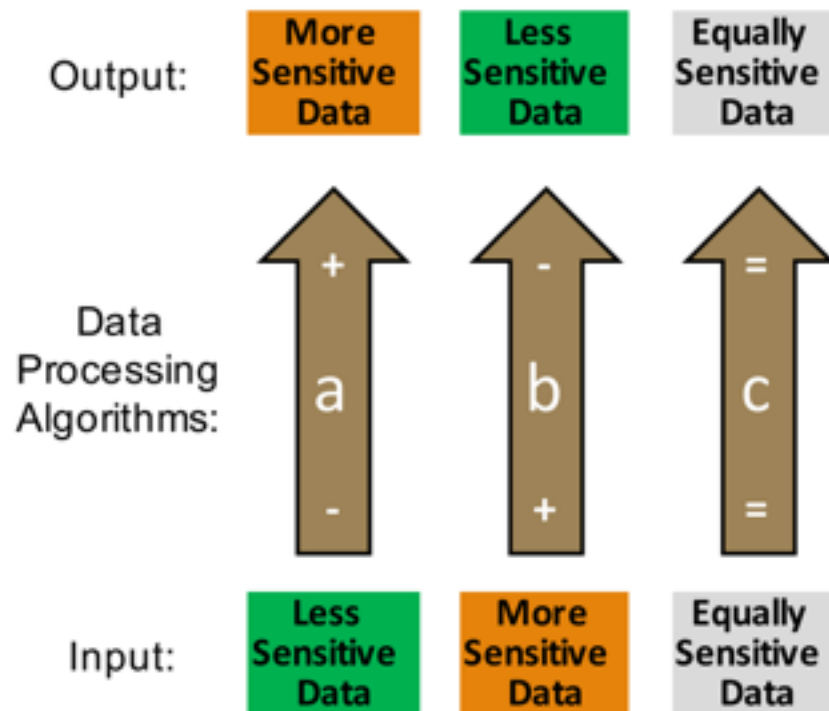 Output:
More
Sensitive
Data
Less
Sensitive
Data
Equally
Sensitive
Data
Data
Processing
Algorithms:
+
a
-
-
b
+
=
c
=
Input:
Less
Sensitive
Data
More
Sensitive
Data
Equally
Sensitive
Data